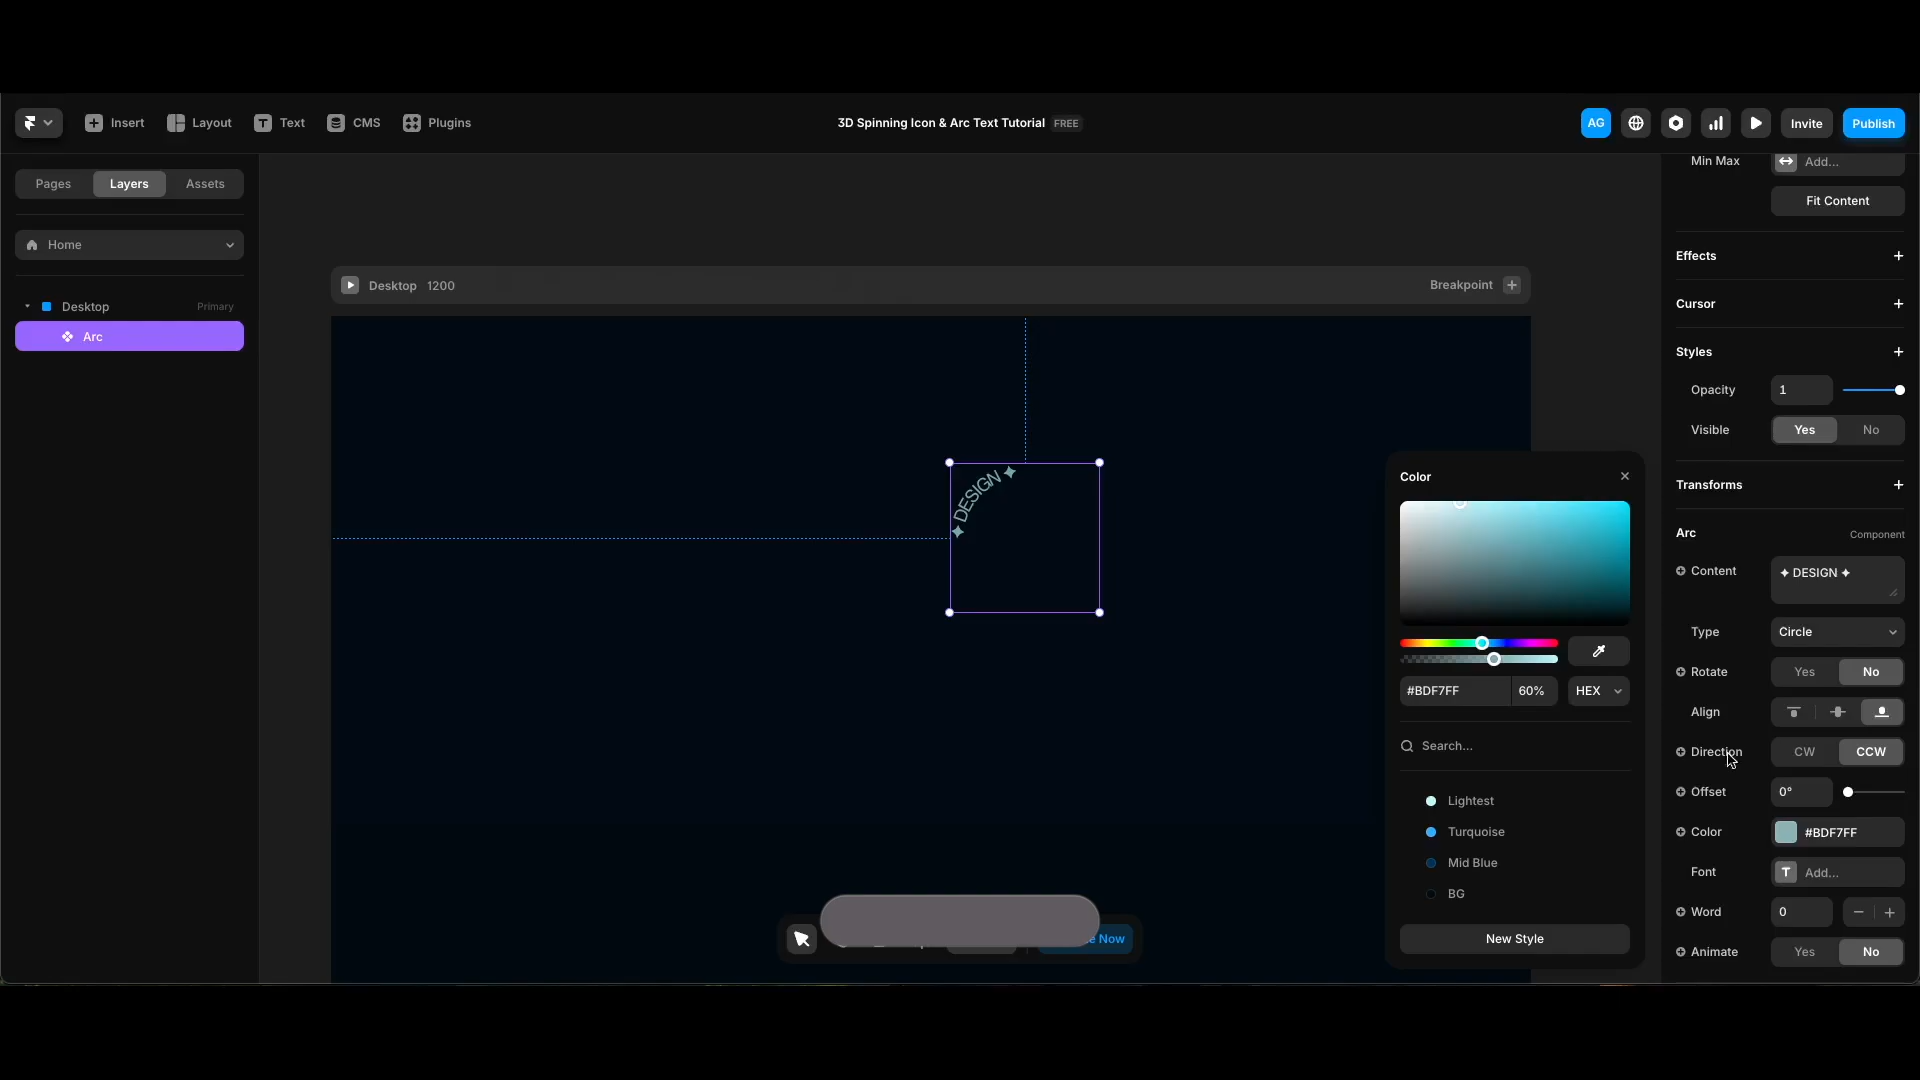 Insert
Layout
Text
CMS
Plugins
3D Spinning Icon & Arc Text Tutorial FREE
AG
Invite
Publish
Pages
Layers
Assets
Home
Desktop
Primary
Arc
Desktop 1200
Breakpoint
✦ DESIGN ✦
Now
Color
#BDF7FF
60%
HEX
Search...
Lightest
Turquoise
Mid Blue
BG
New Style
Min Max
Add...
Fit Content
Effects
Cursor
Styles
Opacity
1
Visible
Yes
No
Transforms
Arc
Component
Content
✦ DESIGN ✦
Type
Circle
Rotate
Yes
No
Align
Direction
CW
CCW
Offset
0°
Color
#BDF7FF
Font
Add...
Word
0
Animate
Yes
No